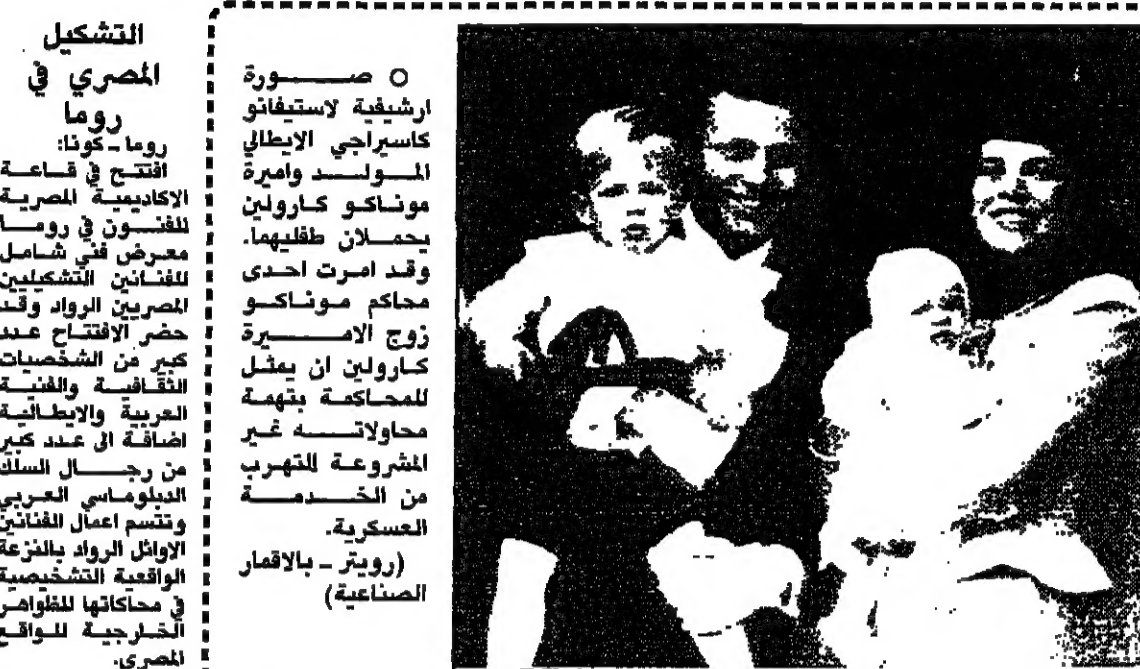 التشكيل
المصري في
روما
روما ـ كونا:
افتتح في قاعة
الاكاديمية المصرية
للفنون في روما
معرض فني شامل
للفنانين التشكيليين
المصريين الرواد وقد
حضر الافتتاح عدد
كبير من الشخصيات
الثقافية والفنية
العربية والايطالية
اضافة الى عدد كبير
من رجال السلك
الدبلوماسي العربي
وتتسم اعمال الفنانين
الاوائل الرواد بالنزعة
الواقعية التشخيصية
في محاكاتها للظواهر
الخارجية للواقع
المصري.
○ صورة
ارشيفية لاستيفانو
كاسيراجي الايطالي
المولد واميرة
موناكو كارولين
يحملان طفليهما.
وقد امرت احدى
محاكم موناكو
زوج الاميرة
كارولين ان يمثل
للمحاكمة بتهمة
محاولاته غير
المشروعة للتهرب
من الخدمة
العسكرية.
(رويتر ـ بالاقمار
الصناعية)